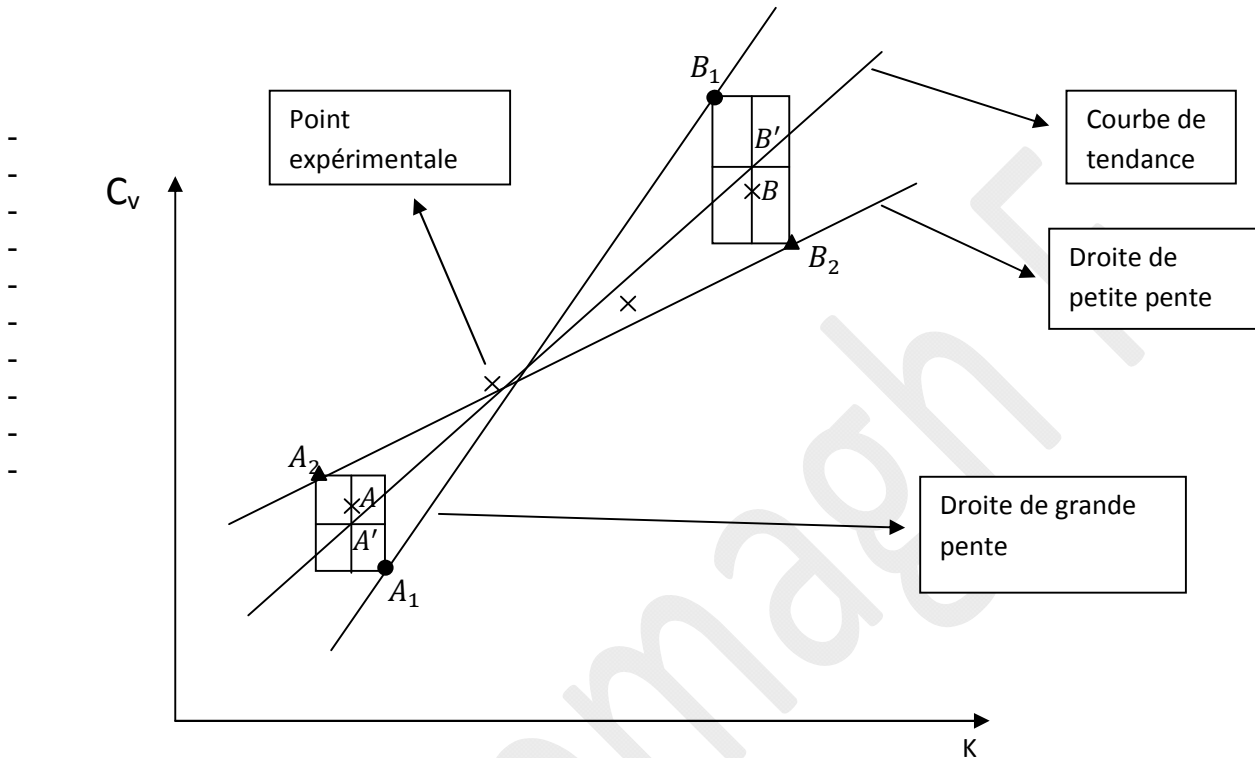 B₁
Point
expérimentale
Courbe de
tendance
B'
Cᵥ
B
B₂
Droite de
petite pente
A₂
A
A'
A₁
Droite de grande
pente
K